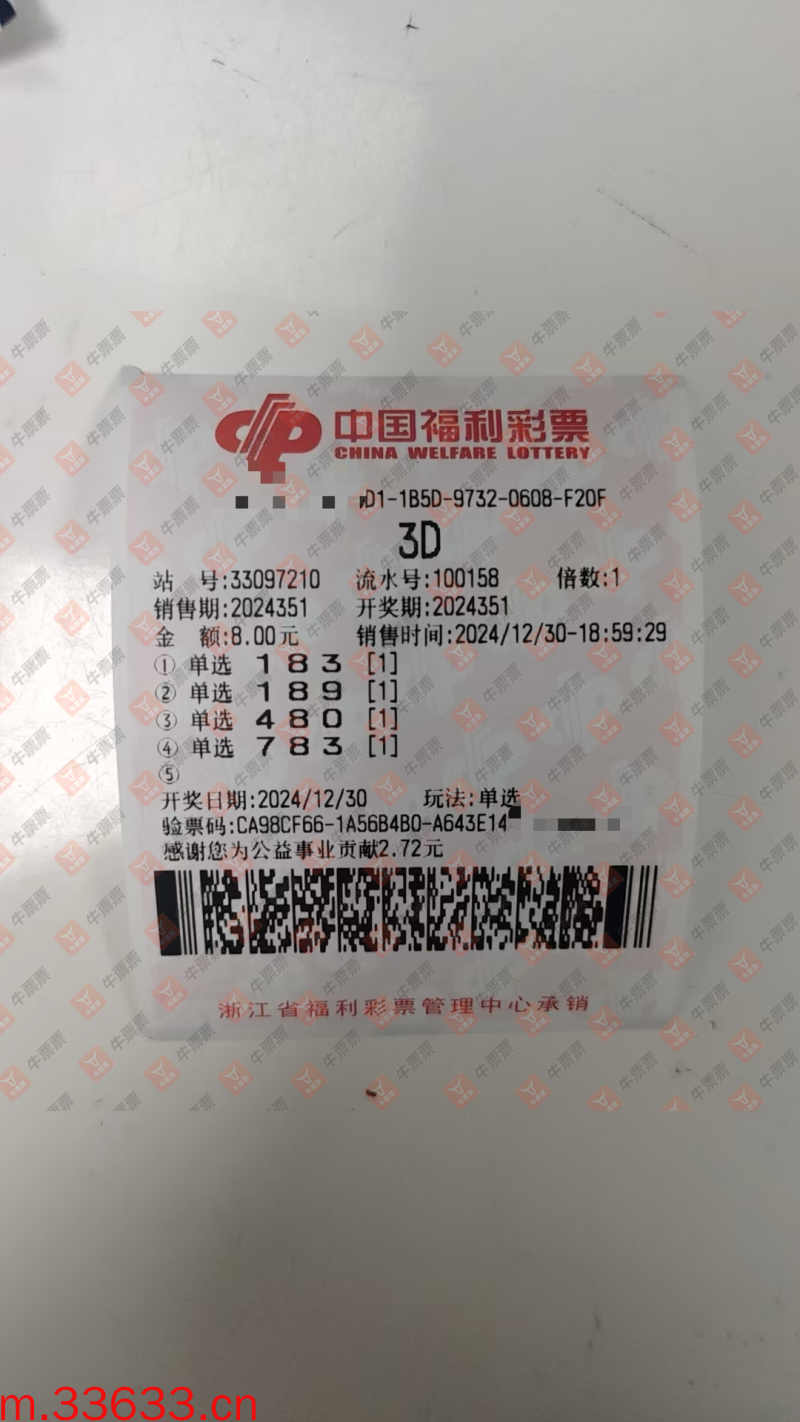 中国福利彩票
CHINA WELFARE LOTTERY
D1-1B5D-9732-0608-F20F
3D
站 号:33097210 流水号:100158 倍数:1
销售期:2024351 开奖期:2024351
金 额:8.00元 销售时间:2024/12/30-18:59:29
① 单选 1 8 3 [1]
② 单选 1 8 9 [1]
③ 单选 4 8 0 [1]
④ 单选 7 8 3 [1]
⑤
开奖日期:2024/12/30 玩法:单选
验票码:CA98CF66-1A56B4B0-A643E14
感谢您为公益事业贡献2.72元
浙江省福利彩票管理中心承销
牛票票
m.33633.cn